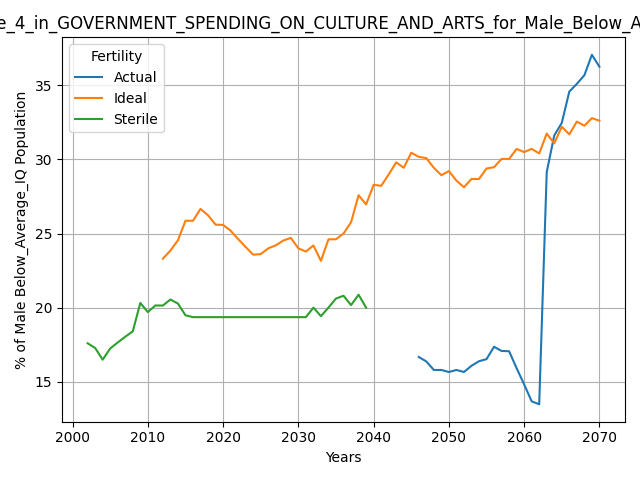 e_4_in_GOVERNMENT_SPENDING_ON_CULTURE_AND_ARTS_for_Male_Below_A
Fertility
Actual
Ideal
Sterile
% of Male Below_Average_IQ Population
35
30
25
20
15
2000 2010 2020 2030 2040 2050 2060 2070
Years